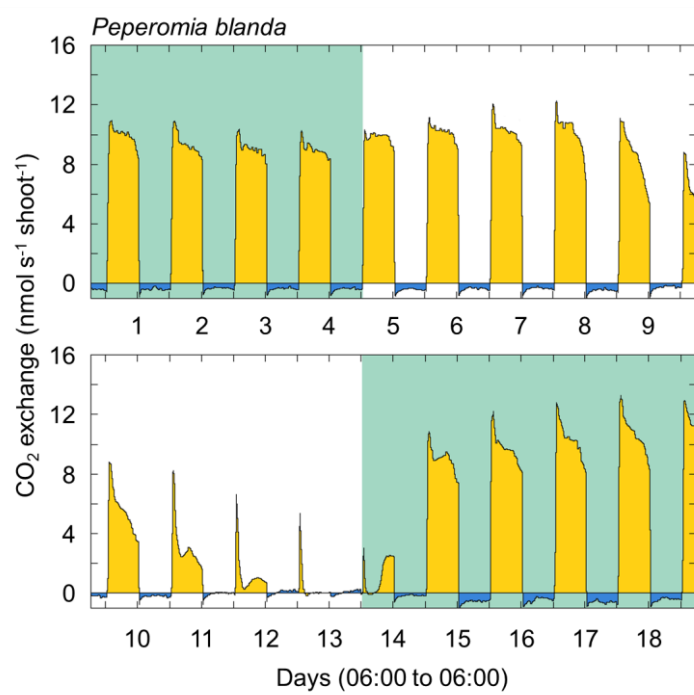 Peperomia blanda
16
12
8
4
0
1 2 3 4 5 6 7 8 9
16
12
8
4
0
10 11 12 13 14 15 16 17 18
CO₂ exchange (nmol s⁻¹ shoot⁻¹)
Days (06:00 to 06:00)